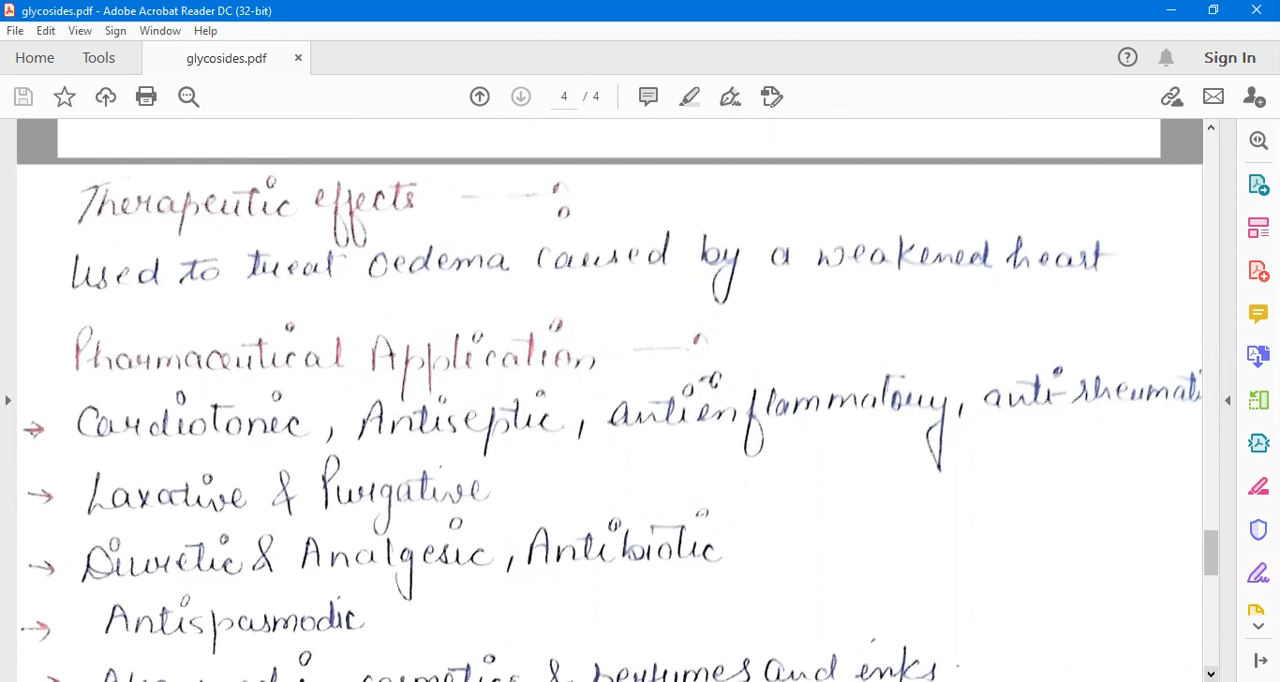 glycosides.pdf - Adobe Acrobat Reader DC (32-bit)
File Edit View Sign Window Help
Home Tools glycosides.pdf × Sign In
4 / 4
Therapeutic effects —:
Used to treat oedema caused by a weakened heart
Pharmaceutical Application —:
→ Cardiotonic, Antiseptic, antiinflammatory, anti-rheumati
→ Laxative & Purgative
→ Diuretic & Analgesic, Antibiotic
→ Antispasmodic
cosmetics & perfumes and inks.